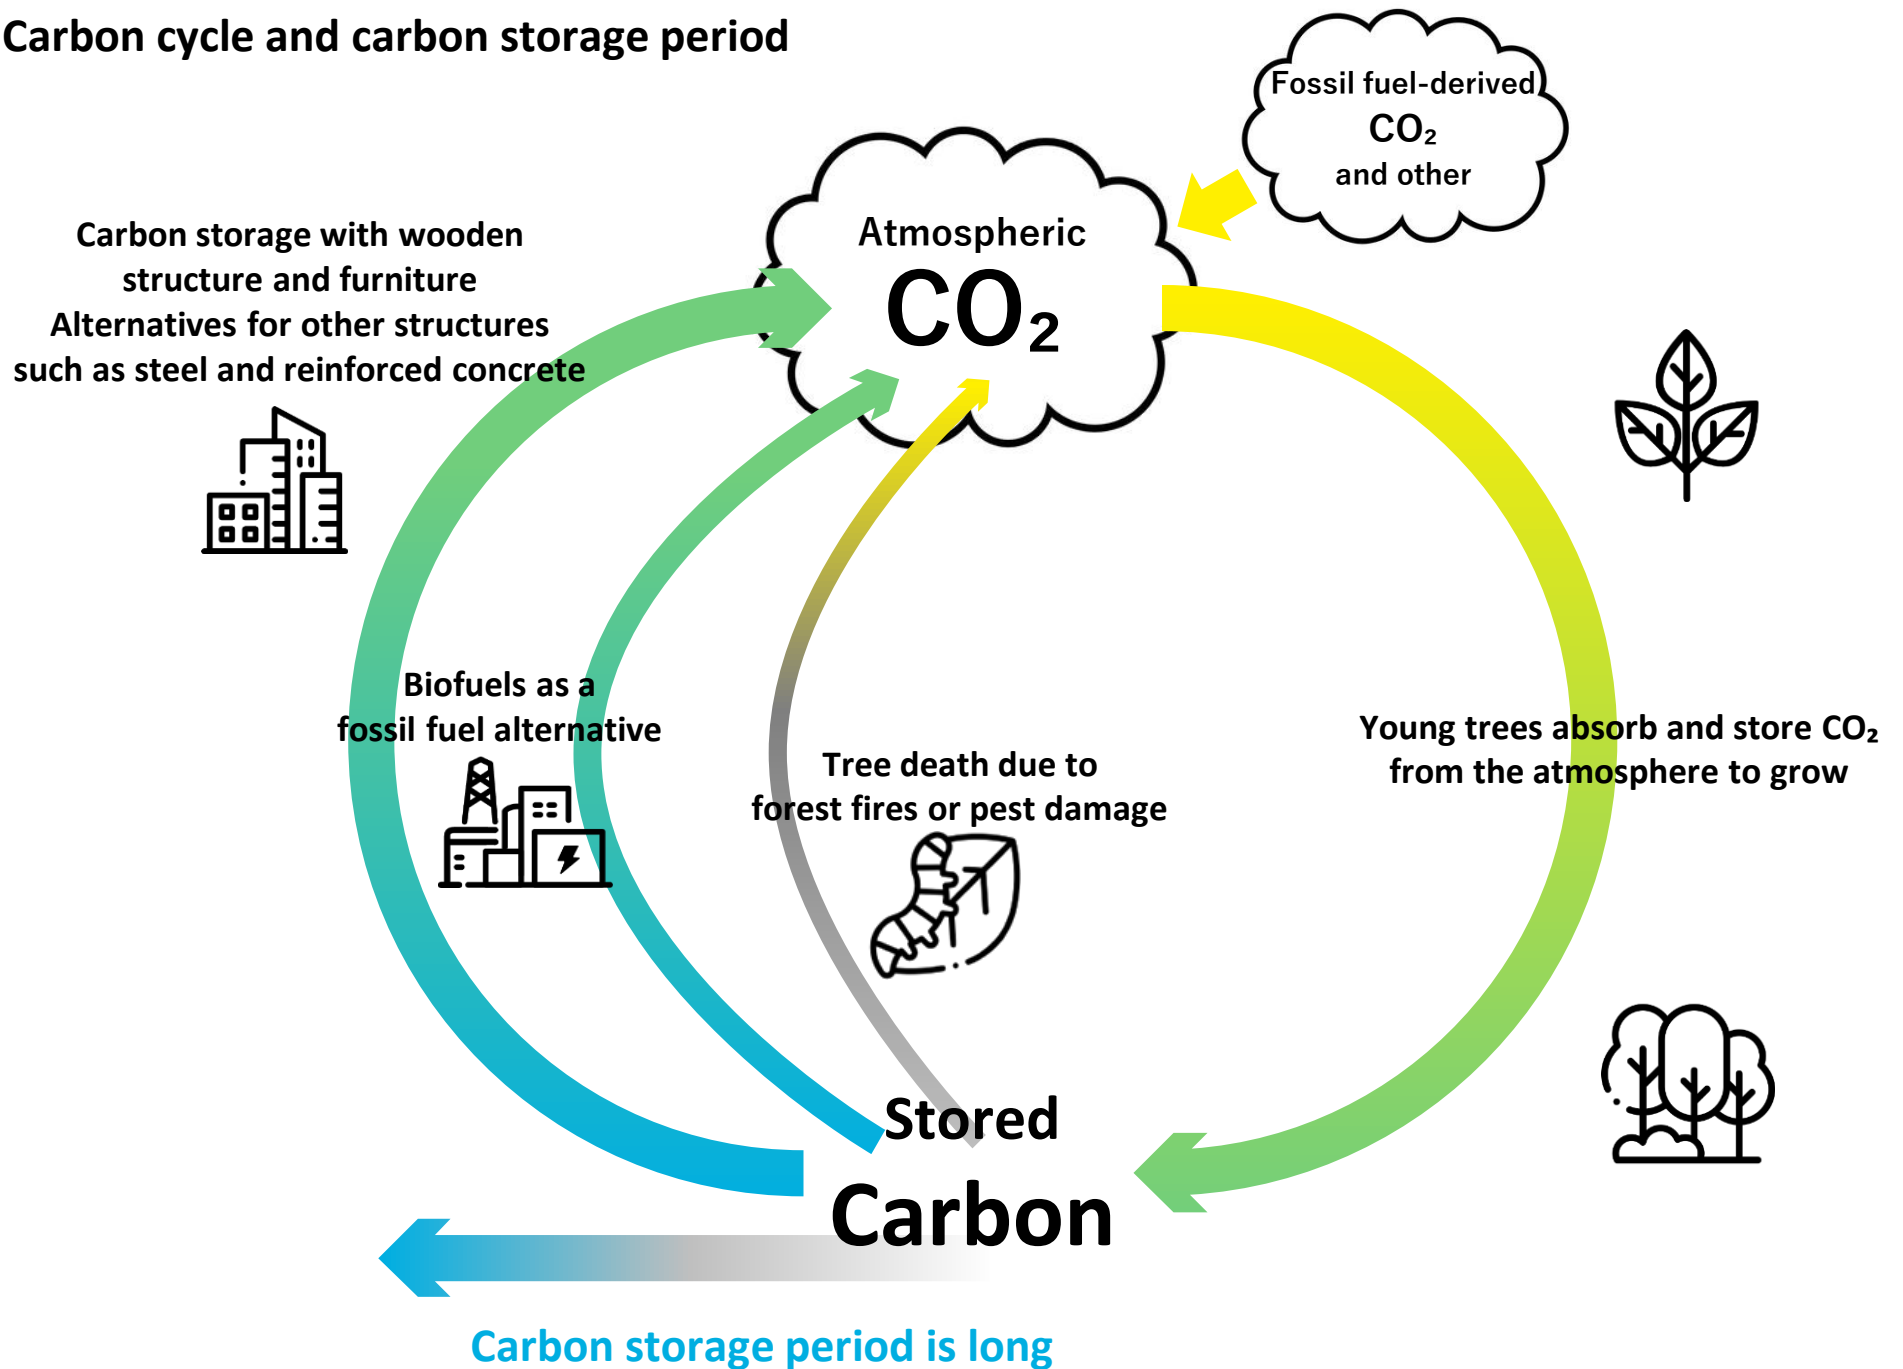 Carbon cycle and carbon storage period
Fossil fuel-derived
CO₂
and other
Atmospheric
CO₂
Carbon storage with wooden
structure and furniture
Alternatives for other structures
such as steel and reinforced concrete
Biofuels as a
fossil fuel alternative
Tree death due to
forest fires or pest damage
Young trees absorb and store CO₂
from the atmosphere to grow
Stored
Carbon
Carbon storage period is long